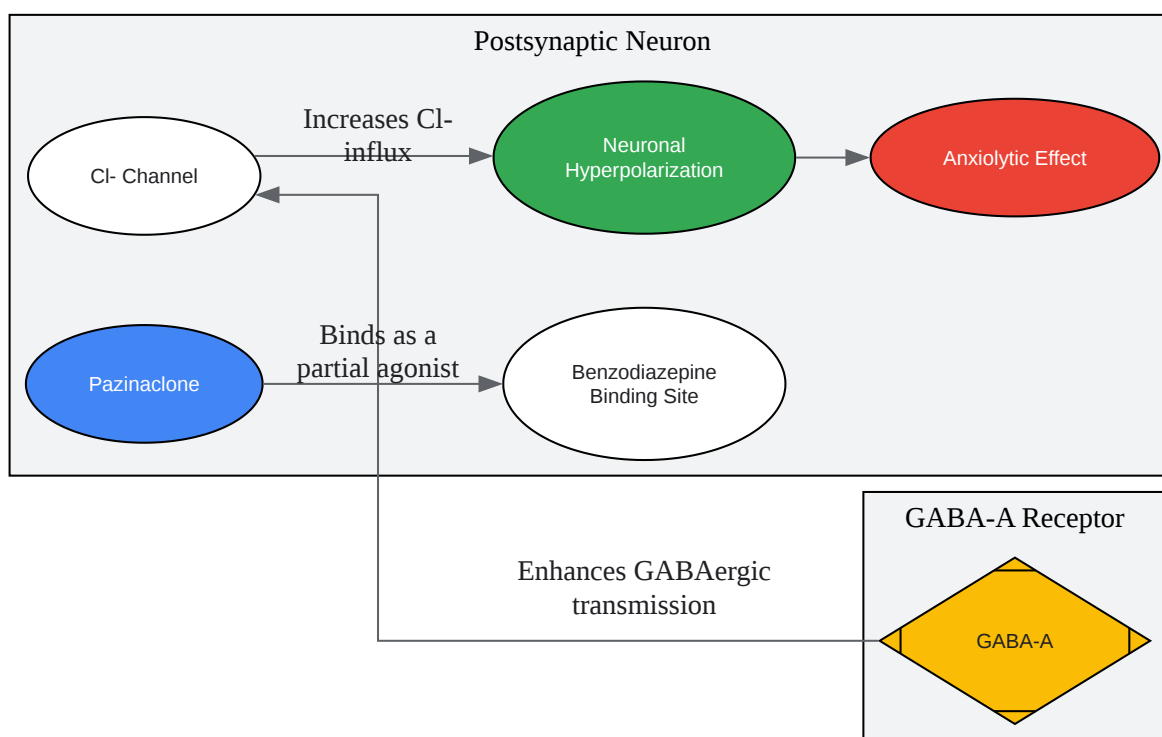 Postsynaptic Neuron
Increases Cl-
influx
Cl- Channel
Neuronal
Hyperpolarization
Anxiolytic Effect
Binds as a
partial agonist
Pazinaclone
Benzodiazepine
Binding Site
GABA-A Receptor
Enhances GABAergic
transmission
GABA-A